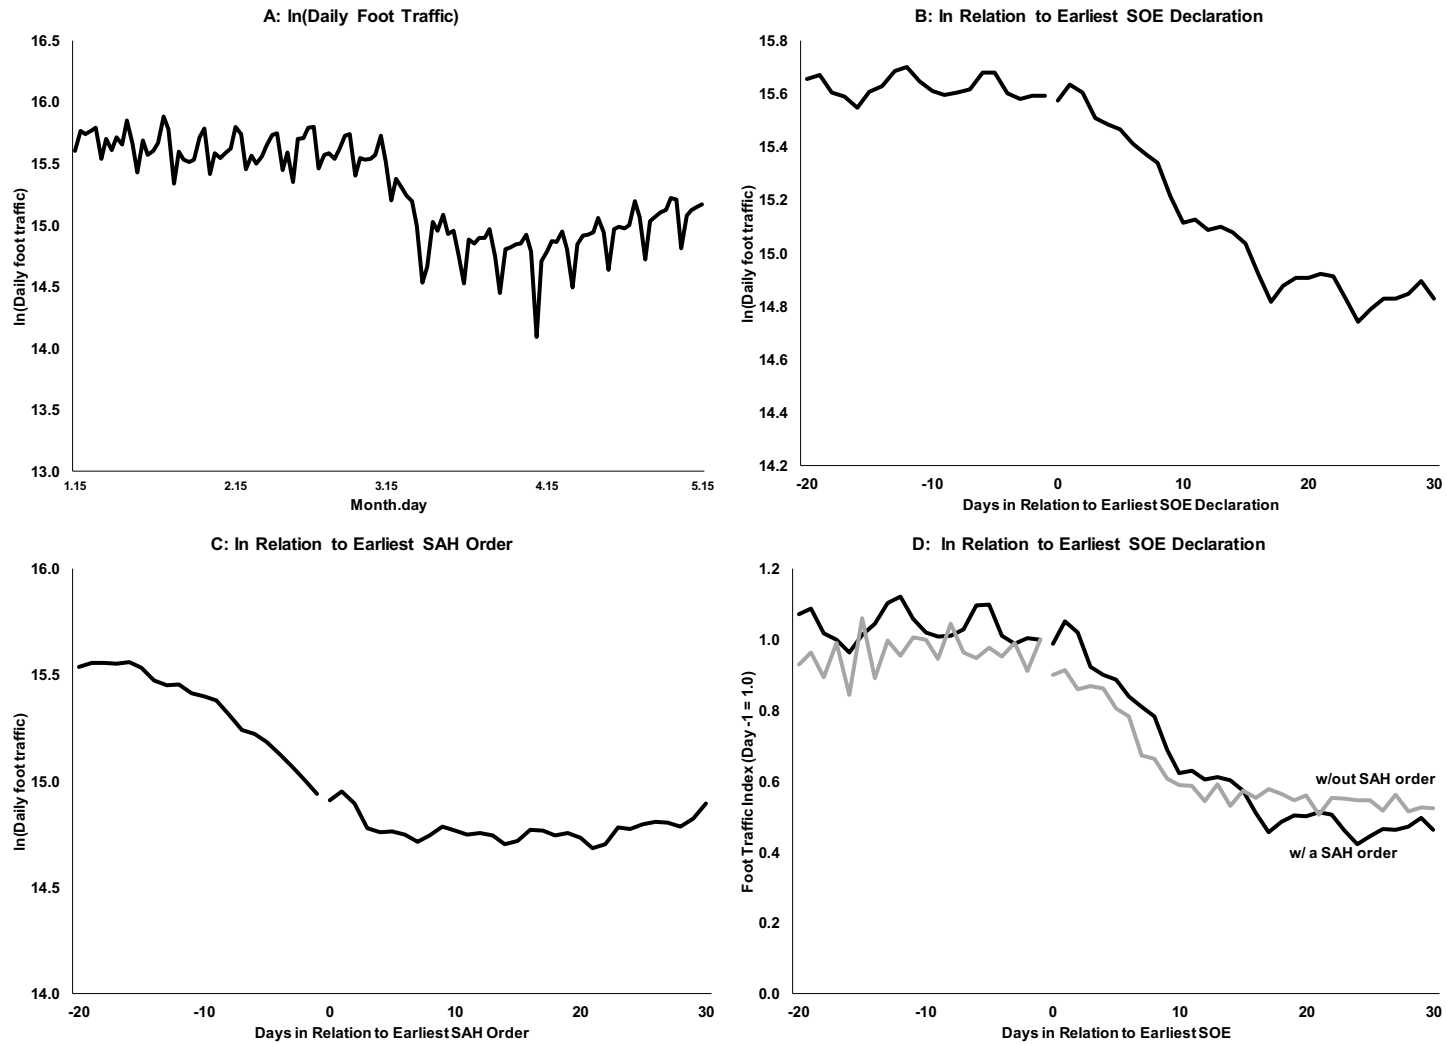 A: ln(Daily Foot Traffic)
16.5
16.0
15.5
15.0
14.5
14.0
13.5
13.0
ln(Daily foot traffic)
1.15 2.15 3.15 4.15 5.15
Month.day
B: In Relation to Earliest SOE Declaration
15.8
15.6
15.4
15.2
15.0
14.8
14.6
14.4
14.2
ln(Daily foot traffic)
-20 -10 0 10 20 30
Days in Relation to Earliest SOE Declaration
C: In Relation to Earliest SAH Order
16.0
15.5
15.0
14.5
14.0
ln(Daily foot traffic)
-20 -10 0 10 20 30
Days in Relation to Earliest SAH Order
D: In Relation to Earliest SOE Declaration
1.2
1.0
0.8
0.6
0.4
0.2
0.0
Foot Traffic Index (Day -1 = 1.0)
w/out SAH order
w/ a SAH order
-20 -10 0 10 20 30
Days in Relation to Earliest SOE